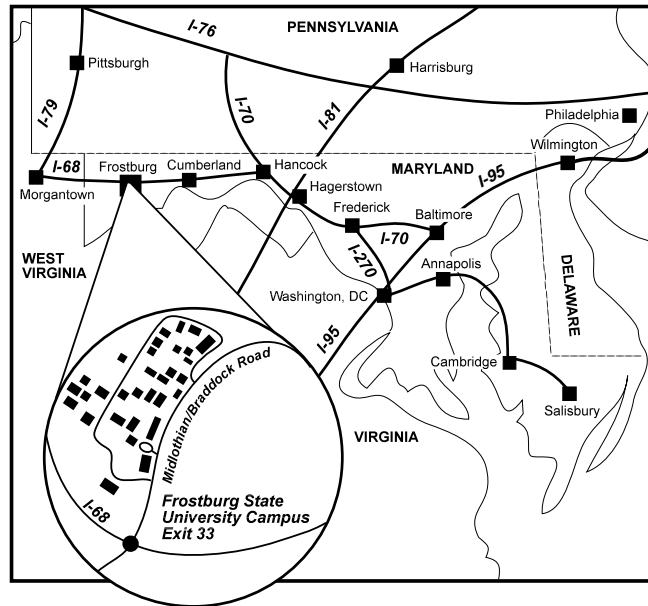 I-76
PENNSYLVANIA
Pittsburgh
Harrisburg
I-79
I-70
I-81
Philadelphia
Wilmington
I-68
Frostburg
Cumberland
Hancock
MARYLAND
I-95
Morgantown
Hagerstown
Frederick
Baltimore
I-70
WEST
VIRGINIA
I-270
Annapolis
DELAWARE
Washington, DC
I-95
Cambridge
Salisbury
VIRGINIA
Midlothian/Braddock Road
I-68
Frostburg State
University Campus
Exit 33